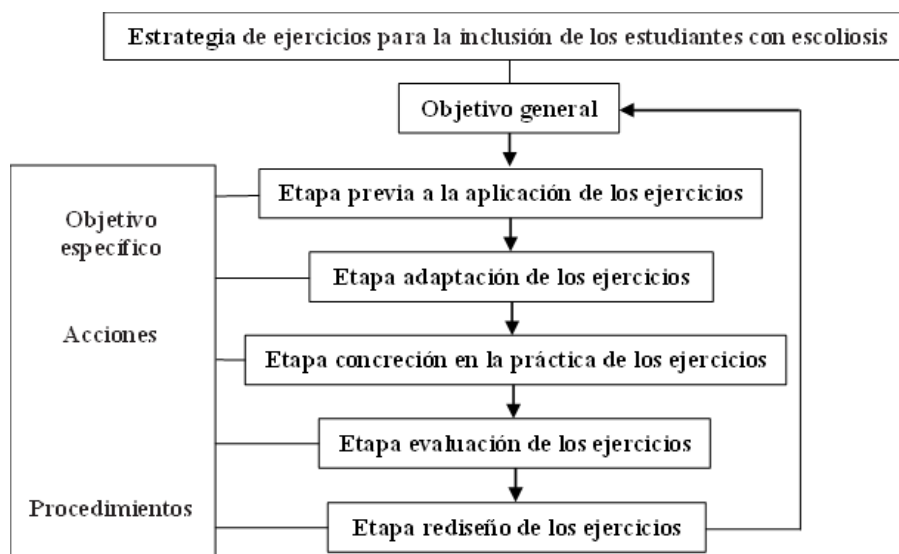 Estrategia de ejercicios para la inclusión de los estudiantes con escoliosis
Objetivo general
Etapa previa a la aplicación de los ejercicios
Objetivo
específico
Etapa adaptación de los ejercicios
Acciones
Etapa concreción en la práctica de los ejercicios
Etapa evaluación de los ejercicios
Procedimientos
Etapa rediseño de los ejercicios